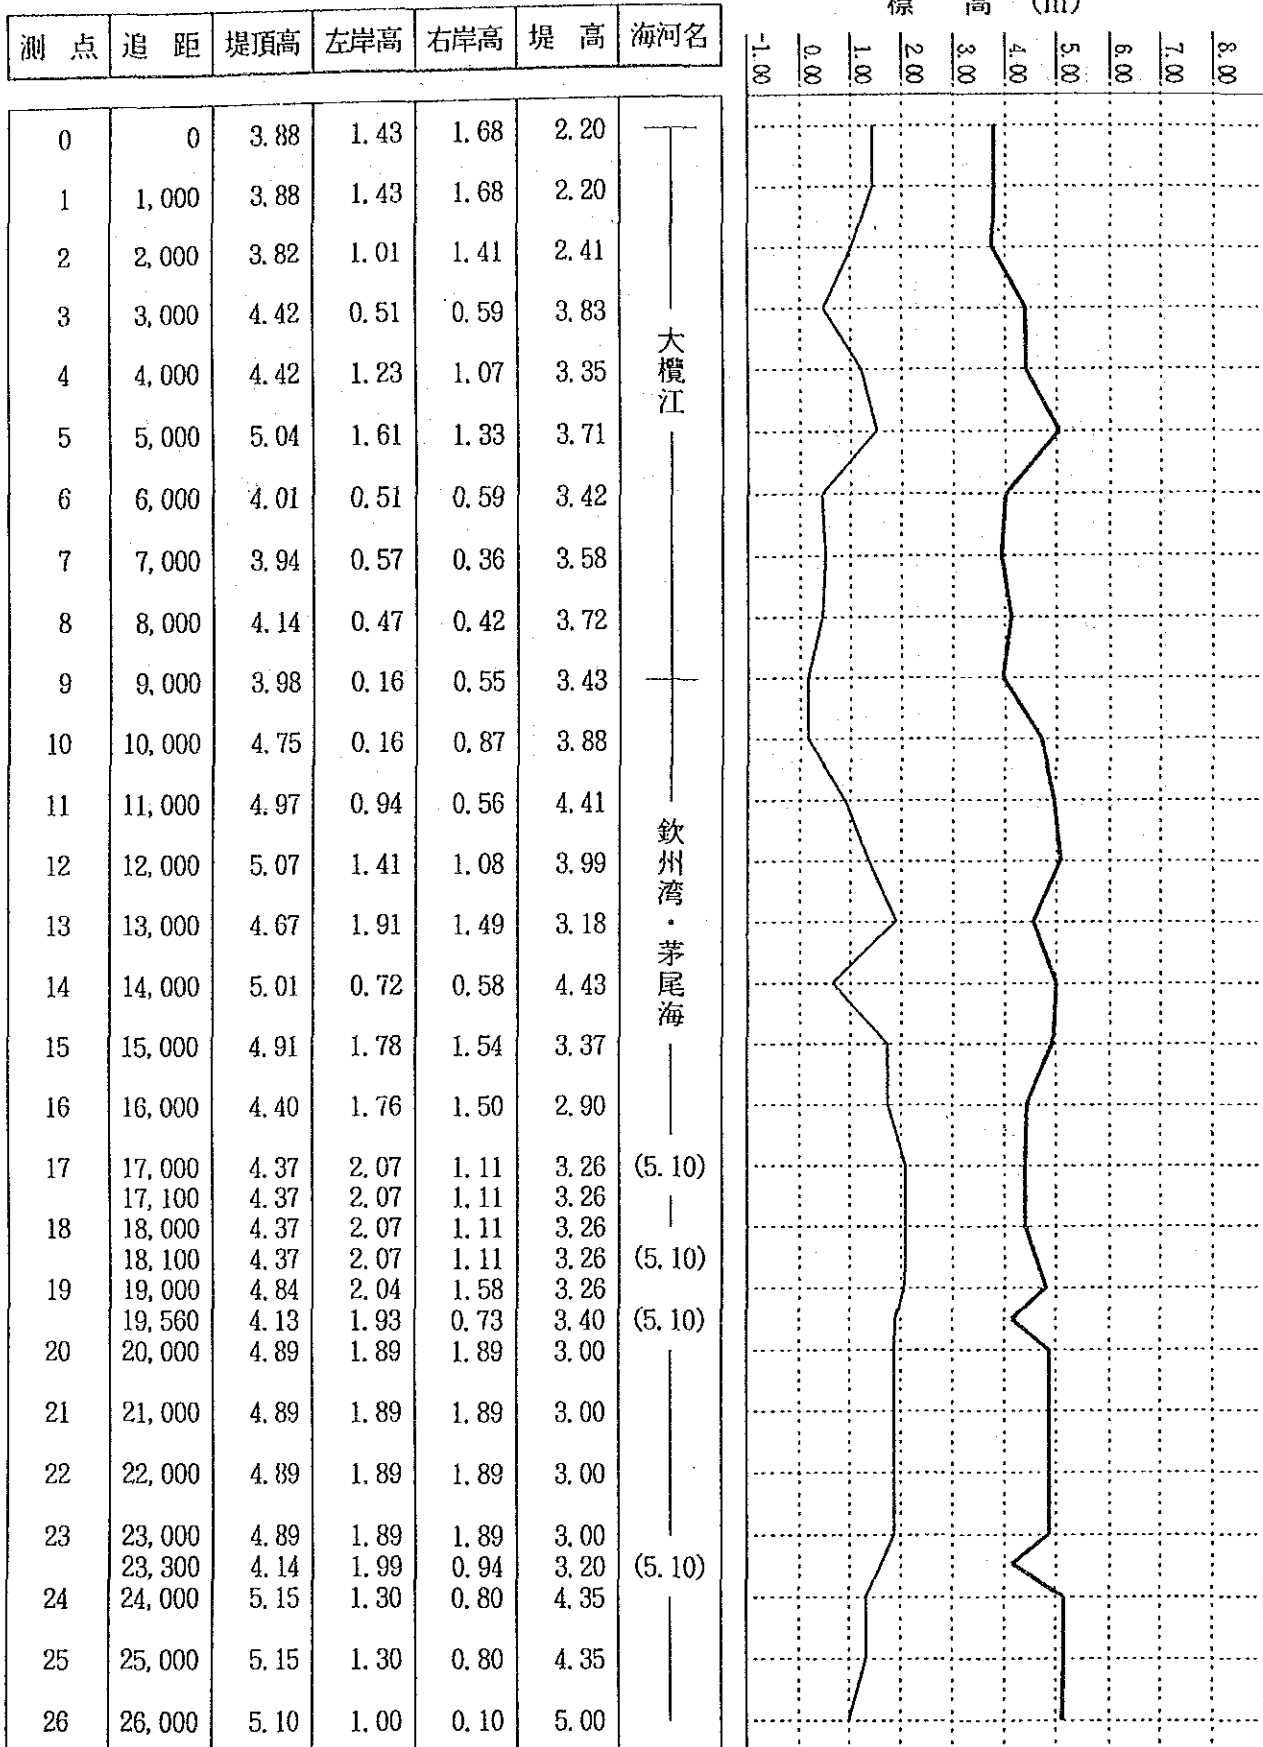 標 高 (m)
測 点 追 距 堤頂高 左岸高 右岸高 堤 高 海河名
-1.00 0.00 1.00 2.00 3.00 4.00 5.00 6.00 7.00 8.00
0 0 3.88 1.43 1.68 2.20
1 1,000 3.88 1.43 1.68 2.20
2 2,000 3.82 1.01 1.41 2.41
3 3,000 4.42 0.51 0.59 3.83
4 4,000 4.42 1.23 1.07 3.35
5 5,000 5.04 1.61 1.33 3.71
6 6,000 4.01 0.51 0.59 3.42
7 7,000 3.94 0.57 0.36 3.58
8 8,000 4.14 0.47 0.42 3.72
9 9,000 3.98 0.16 0.55 3.43
10 10,000 4.75 0.16 0.87 3.88
11 11,000 4.97 0.94 0.56 4.41
12 12,000 5.07 1.41 1.08 3.99
13 13,000 4.67 1.91 1.49 3.18
14 14,000 5.01 0.72 0.58 4.43
15 15,000 4.91 1.78 1.54 3.37
16 16,000 4.40 1.76 1.50 2.90
17 17,000 4.37 2.07 1.11 3.26 (5.10)
17,100 4.37 2.07 1.11 3.26
18 18,000 4.37 2.07 1.11 3.26
18,100 4.37 2.07 1.11 3.26 (5.10)
19 19,000 4.84 2.04 1.58 3.26
19,560 4.13 1.93 0.73 3.40 (5.10)
20 20,000 4.89 1.89 1.89 3.00
21 21,000 4.89 1.89 1.89 3.00
22 22,000 4.89 1.89 1.89 3.00
23 23,000 4.89 1.89 1.89 3.00
23,300 4.14 1.99 0.94 3.20 (5.10)
24 24,000 5.15 1.30 0.80 4.35
25 25,000 5.15 1.30 0.80 4.35
26 26,000 5.10 1.00 0.10 5.00
大欖江
欽州湾・茅尾海